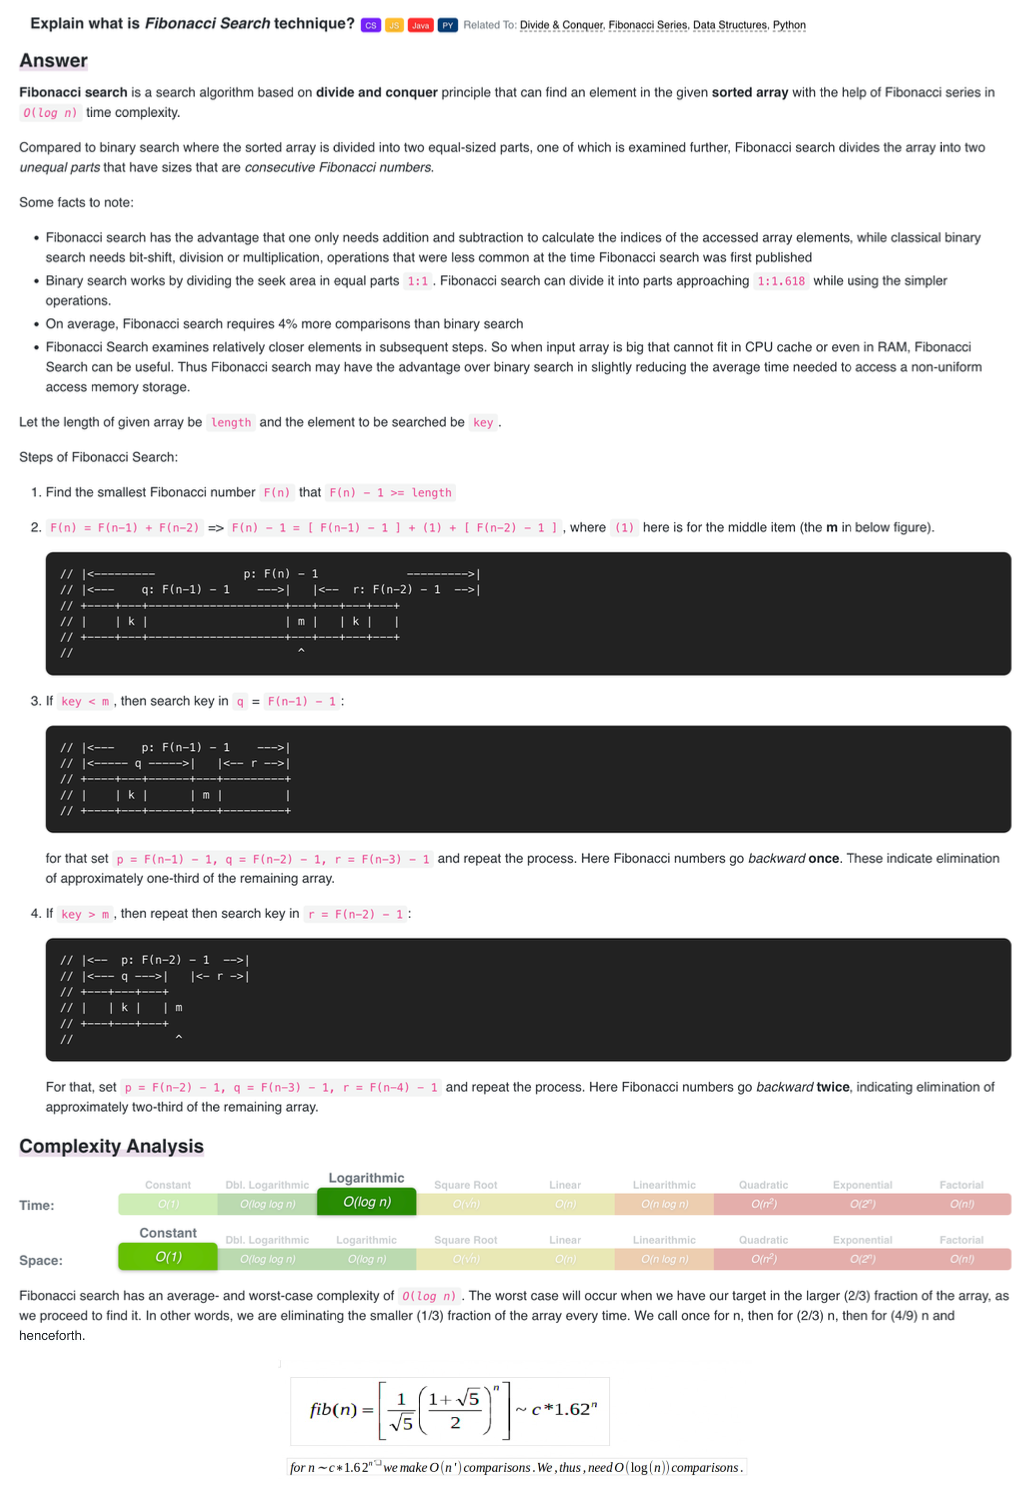 Explain what is Fibonacci Search technique? CS JS Java PY Related To: Divide & Conquer, Fibonacci Series, Data Structures, Python
Answer
Fibonacci search is a search algorithm based on divide and conquer principle that can find an element in the given sorted array with the help of Fibonacci series in
O(log n) time complexity.
Compared to binary search where the sorted array is divided into two equal-sized parts, one of which is examined further, Fibonacci search divides the array into two
unequal parts that have sizes that are consecutive Fibonacci numbers.
Some facts to note:
• Fibonacci search has the advantage that one only needs addition and subtraction to calculate the indices of the accessed array elements, while classical binary
search needs bit-shift, division or multiplication, operations that were less common at the time Fibonacci search was first published
• Binary search works by dividing the seek area in equal parts 1:1 . Fibonacci search can divide it into parts approaching 1:1.618 while using the simpler
operations.
• On average, Fibonacci search requires 4% more comparisons than binary search
• Fibonacci Search examines relatively closer elements in subsequent steps. So when input array is big that cannot fit in CPU cache or even in RAM, Fibonacci
Search can be useful. Thus Fibonacci search may have the advantage over binary search in slightly reducing the average time needed to access a non-uniform
access memory storage.
Let the length of given array be length and the element to be searched be key .
Steps of Fibonacci Search:
1. Find the smallest Fibonacci number F(n) that F(n) - 1 >= length
2. F(n) = F(n-1) + F(n-2) => F(n) - 1 = [ F(n-1) - 1 ] + (1) + [ F(n-2) - 1 ] , where (1) here is for the middle item (the m in below figure).
// |<---------             p: F(n) - 1             --------->|
// |<---    q: F(n-1) - 1    --->|   |<--  r: F(n-2) - 1  -->|
// +----+---+--------------------+---+---+---+---+
// |    | k |                    | m |   | k |   |
// +----+---+--------------------+---+---+---+---+
//                                 ^
3. If key < m , then search key in q = F(n-1) - 1 :
// |<---    p: F(n-1) - 1    --->|
// |<----- q ----->|   |<-- r -->|
// +----+---+------+---+---------+
// |    | k |      | m |         |
// +----+---+------+---+---------+
for that set p = F(n-1) - 1, q = F(n-2) - 1, r = F(n-3) - 1 and repeat the process. Here Fibonacci numbers go backward once. These indicate elimination
of approximately one-third of the remaining array.
4. If key > m , then repeat then search key in r = F(n-2) - 1 :
// |<--  p: F(n-2) - 1  -->|
// |<--- q --->|   |<- r ->|
// +---+---+---+
// |   | k |   | m
// +---+---+---+
//               ^
For that, set p = F(n-2) - 1, q = F(n-3) - 1, r = F(n-4) - 1 and repeat the process. Here Fibonacci numbers go backward twice, indicating elimination of
approximately two-third of the remaining array.
Complexity Analysis
Constant Dbl. Logarithmic Logarithmic Square Root Linear Linearithmic Quadratic Exponential Factorial
Time: O(1) O(log log n) O(log n) O(√n) O(n) O(n log n) O(n²) O(2ⁿ) O(n!)
Constant Dbl. Logarithmic Logarithmic Square Root Linear Linearithmic Quadratic Exponential Factorial
Space: O(1) O(log log n) O(log n) O(√n) O(n) O(n log n) O(n²) O(2ⁿ) O(n!)
Fibonacci search has an average- and worst-case complexity of O(log n) . The worst case will occur when we have our target in the larger (2/3) fraction of the array, as
we proceed to find it. In other words, we are eliminating the smaller (1/3) fraction of the array every time. We call once for n, then for (2/3) n, then for (4/9) n and
henceforth.
fib(n) = [ 1/√5 ( (1+√5)/2 )ⁿ ] ~ c*1.62ⁿ
for n ~ c*1.62ⁿ' we make O(n') comparisons. We, thus, need O(log(n)) comparisons.